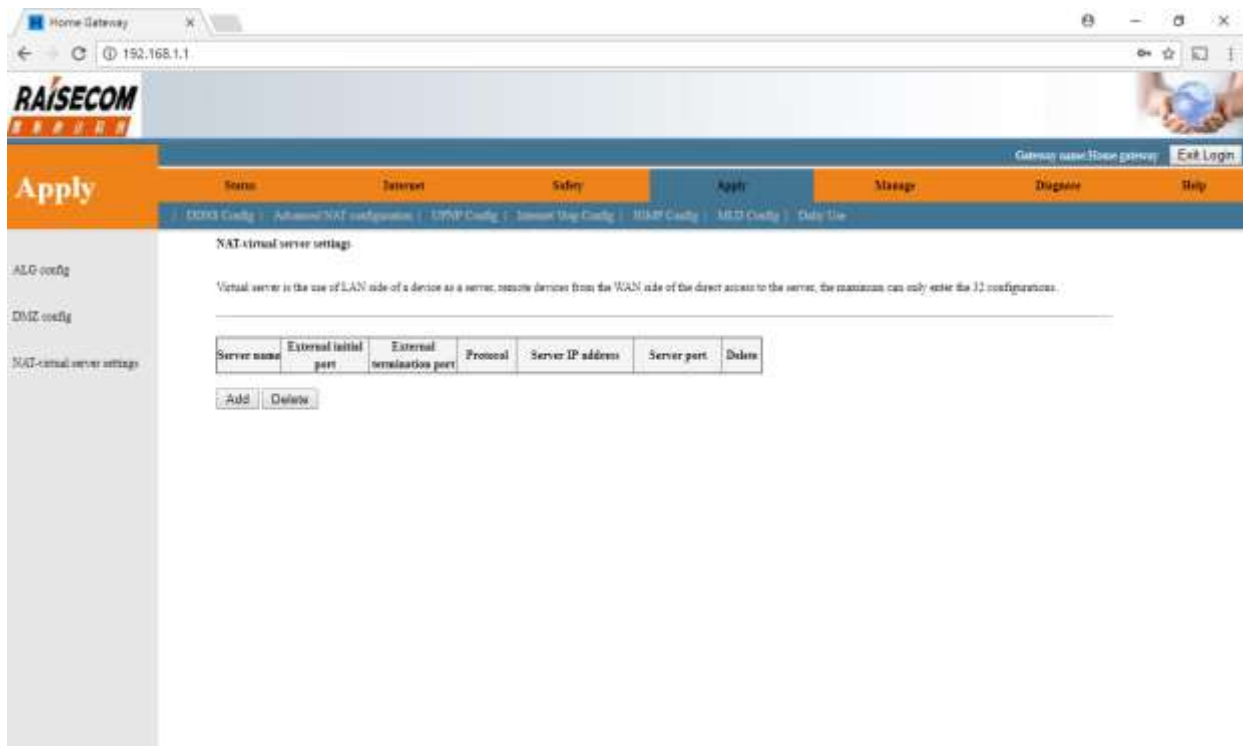 Home Gateway
192.168.1.1
RAISECOM
Gateway name:Home gateway
Exit Login
Apply
Status Internet Safety Apply Manage Diagnose Help
DDNS Config | Advanced NAT configuration | UPNP Config | Internet Config | IGMP Config | MLD Config | Daily Use
ALG config
DMZ config
NAT-virtual server settings
NAT-virtual server settings
Virtual server is the use of LAN side of a device as a server, remote devices from the WAN side of the direct access to the server, the maximum can only enter the 32 configurations.
Server name External initial port External termination port Protocol Server IP address Server port Delete
Add Delete